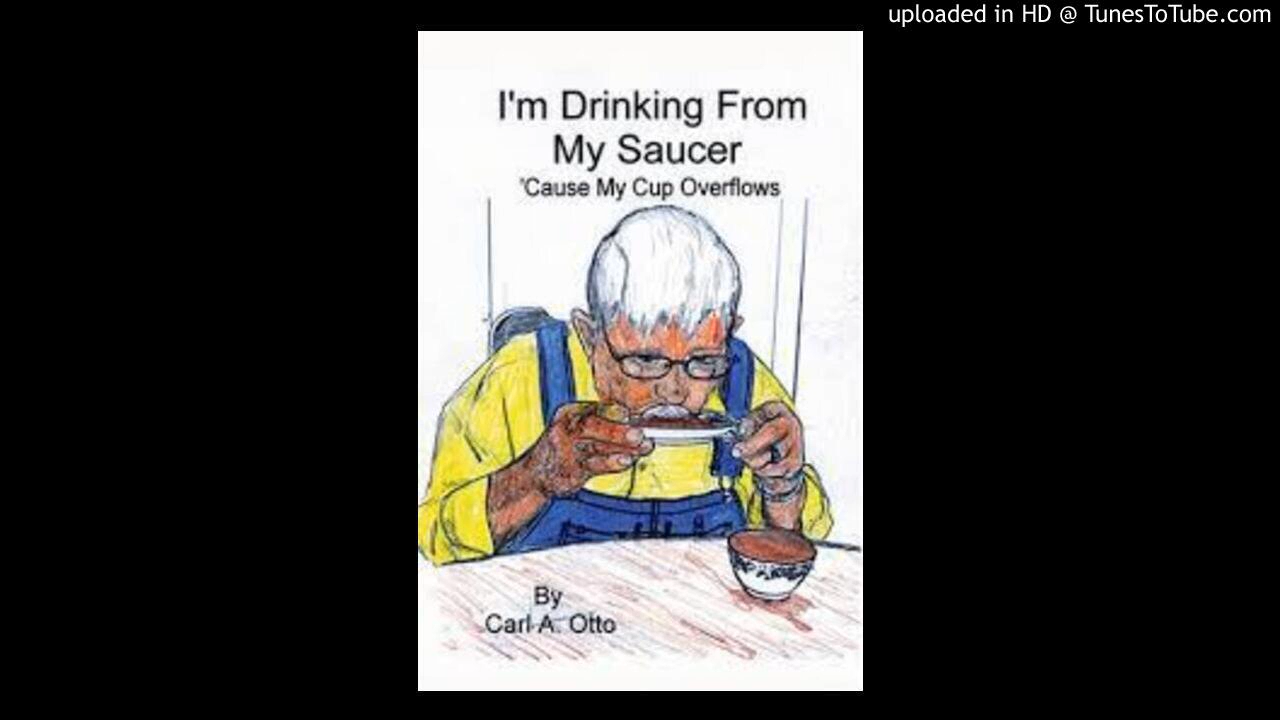 uploaded in HD @ TunesToTube.com
I'm Drinking From
My Saucer
'Cause My Cup Overflows
By
Carl A. Otto